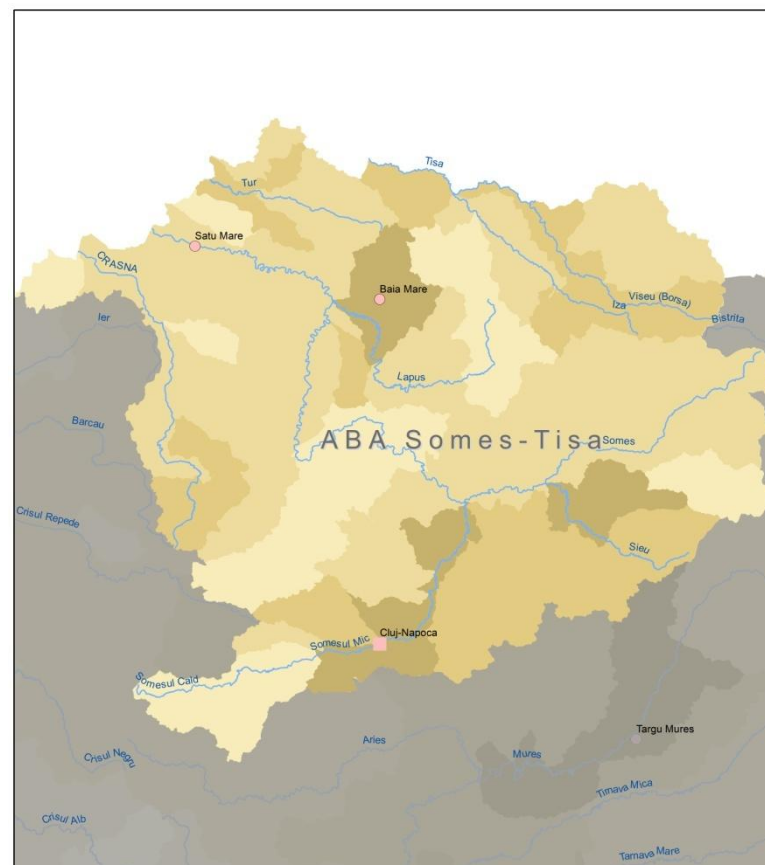 Tisa
Tur
Satu Mare
CRASNA
Baia Mare
Viseu (Borsa)
Iza
Bistrita
Ier
Lapus
Barcau
ABA Somes-Tisa
Somes
Crisul Repede
Sieu
Cluj-Napoca
Somesul Mic
Somesul Cald
Targu Mures
Aries
Mures
Crisul Negru
Tirnava Mica
Crisul Alb
Tarnava Mare